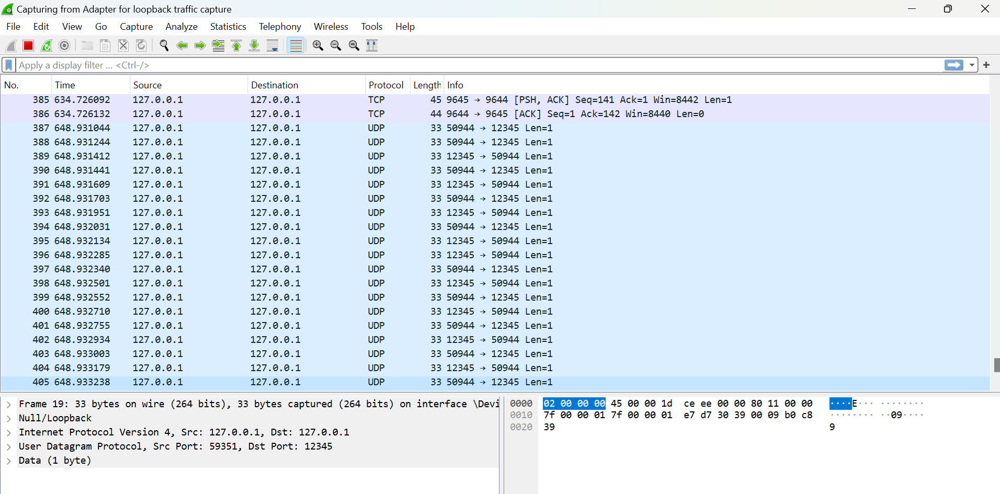 Capturing from Adapter for loopback traffic capture
File Edit View Go Capture Analyze Statistics Telephony Wireless Tools Help
Apply a display filter ... <Ctrl-/>
No. Time Source Destination Protocol Length Info
385 634.726092 127.0.0.1 127.0.0.1 TCP 45 9645 → 9644 [PSH, ACK] Seq=141 Ack=1 Win=8442 Len=1
386 634.726132 127.0.0.1 127.0.0.1 TCP 44 9644 → 9645 [ACK] Seq=1 Ack=142 Win=8440 Len=0
387 648.931044 127.0.0.1 127.0.0.1 UDP 33 50944 → 12345 Len=1
388 648.931244 127.0.0.1 127.0.0.1 UDP 33 50944 → 12345 Len=1
389 648.931412 127.0.0.1 127.0.0.1 UDP 33 12345 → 50944 Len=1
390 648.931441 127.0.0.1 127.0.0.1 UDP 33 50944 → 12345 Len=1
391 648.931609 127.0.0.1 127.0.0.1 UDP 33 12345 → 50944 Len=1
392 648.931703 127.0.0.1 127.0.0.1 UDP 33 50944 → 12345 Len=1
393 648.931951 127.0.0.1 127.0.0.1 UDP 33 12345 → 50944 Len=1
394 648.932031 127.0.0.1 127.0.0.1 UDP 33 50944 → 12345 Len=1
395 648.932134 127.0.0.1 127.0.0.1 UDP 33 12345 → 50944 Len=1
396 648.932285 127.0.0.1 127.0.0.1 UDP 33 12345 → 50944 Len=1
397 648.932340 127.0.0.1 127.0.0.1 UDP 33 50944 → 12345 Len=1
398 648.932501 127.0.0.1 127.0.0.1 UDP 33 12345 → 50944 Len=1
399 648.932552 127.0.0.1 127.0.0.1 UDP 33 50944 → 12345 Len=1
400 648.932710 127.0.0.1 127.0.0.1 UDP 33 12345 → 50944 Len=1
401 648.932755 127.0.0.1 127.0.0.1 UDP 33 50944 → 12345 Len=1
402 648.932934 127.0.0.1 127.0.0.1 UDP 33 12345 → 50944 Len=1
403 648.933003 127.0.0.1 127.0.0.1 UDP 33 50944 → 12345 Len=1
404 648.933179 127.0.0.1 127.0.0.1 UDP 33 12345 → 50944 Len=1
405 648.933238 127.0.0.1 127.0.0.1 UDP 33 50944 → 12345 Len=1
Frame 19: 33 bytes on wire (264 bits), 33 bytes captured (264 bits) on interface \Devi
Null/Loopback
Internet Protocol Version 4, Src: 127.0.0.1, Dst: 127.0.0.1
User Datagram Protocol, Src Port: 59351, Dst Port: 12345
Data (1 byte)
0000 02 00 00 00 45 00 00 1d ce ee 00 00 80 11 00 00 ····E··· ········
0010 7f 00 00 01 7f 00 00 01 e7 d7 30 39 00 09 b0 c8 ········ ··09····
0020 39 9